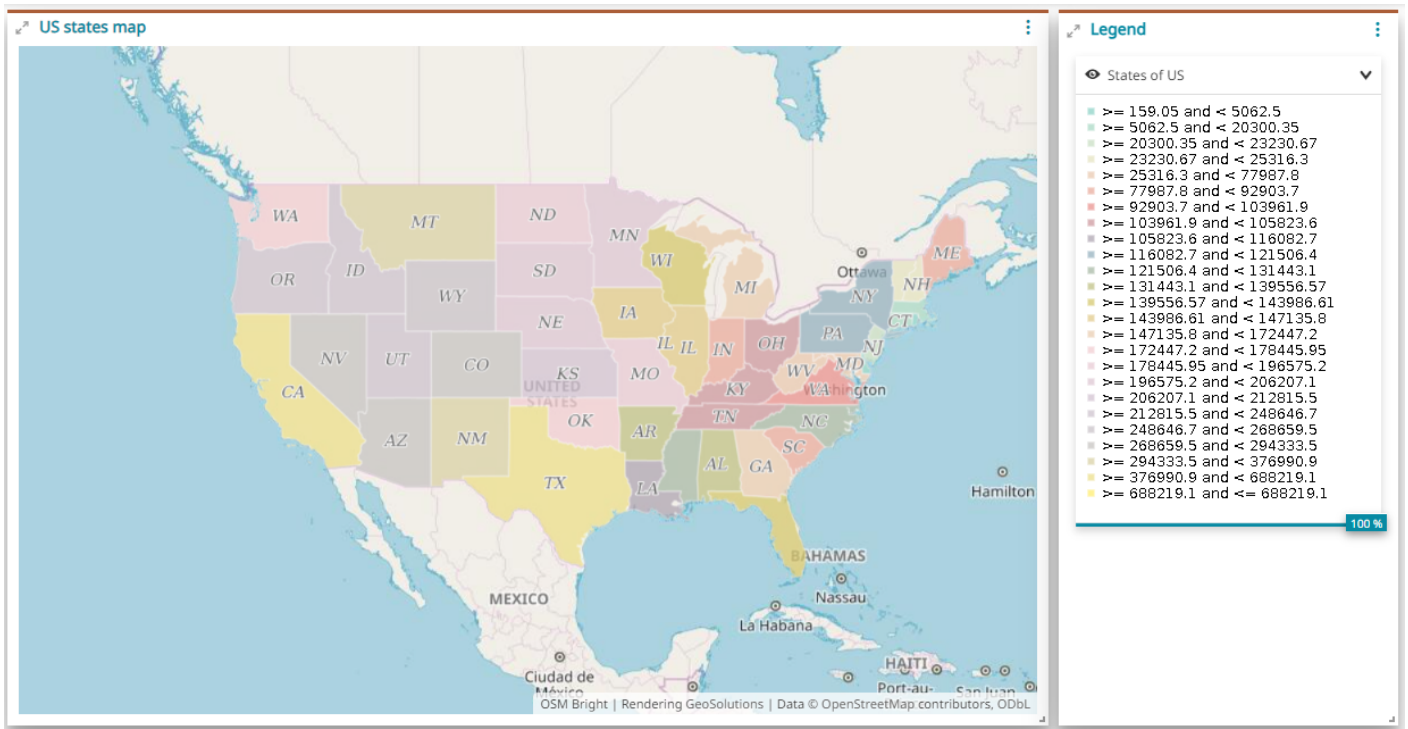 US states map
WA
MT
ND
MN
OR
ID
WY
SD
WI
MI
Ottawa
ME
NH
NY
CT
NE
IA
IL
IL
IN
OH
PA
NJ
NV
UT
CO
KS
MO
WV
MD
CA
UNITED
STATES
KY
WA
Washington
AZ
NM
OK
AR
TN
NC
SC
TX
LA
AL
GA
Hamilton
BAHAMAS
Nassau
MEXICO
La Habana
HAITI
Port-au-
San Juan
Ciudad de
México
OSM Bright | Rendering GeoSolutions | Data © OpenStreetMap contributors, ODbL
Legend
States of US
>= 159.05 and < 5062.5
>= 5062.5 and < 20300.35
>= 20300.35 and < 23230.67
>= 23230.67 and < 25316.3
>= 25316.3 and < 77987.8
>= 77987.8 and < 92903.7
>= 92903.7 and < 103961.9
>= 103961.9 and < 105823.6
>= 105823.6 and < 116082.7
>= 116082.7 and < 121506.4
>= 121506.4 and < 131443.1
>= 131443.1 and < 139556.57
>= 139556.57 and < 143986.61
>= 143986.61 and < 147135.8
>= 147135.8 and < 172447.2
>= 172447.2 and < 178445.95
>= 178445.95 and < 196575.2
>= 196575.2 and < 206207.1
>= 206207.1 and < 212815.5
>= 212815.5 and < 248646.7
>= 248646.7 and < 268659.5
>= 268659.5 and < 294333.5
>= 294333.5 and < 376990.9
>= 376990.9 and < 688219.1
>= 688219.1 and <= 688219.1
100 %